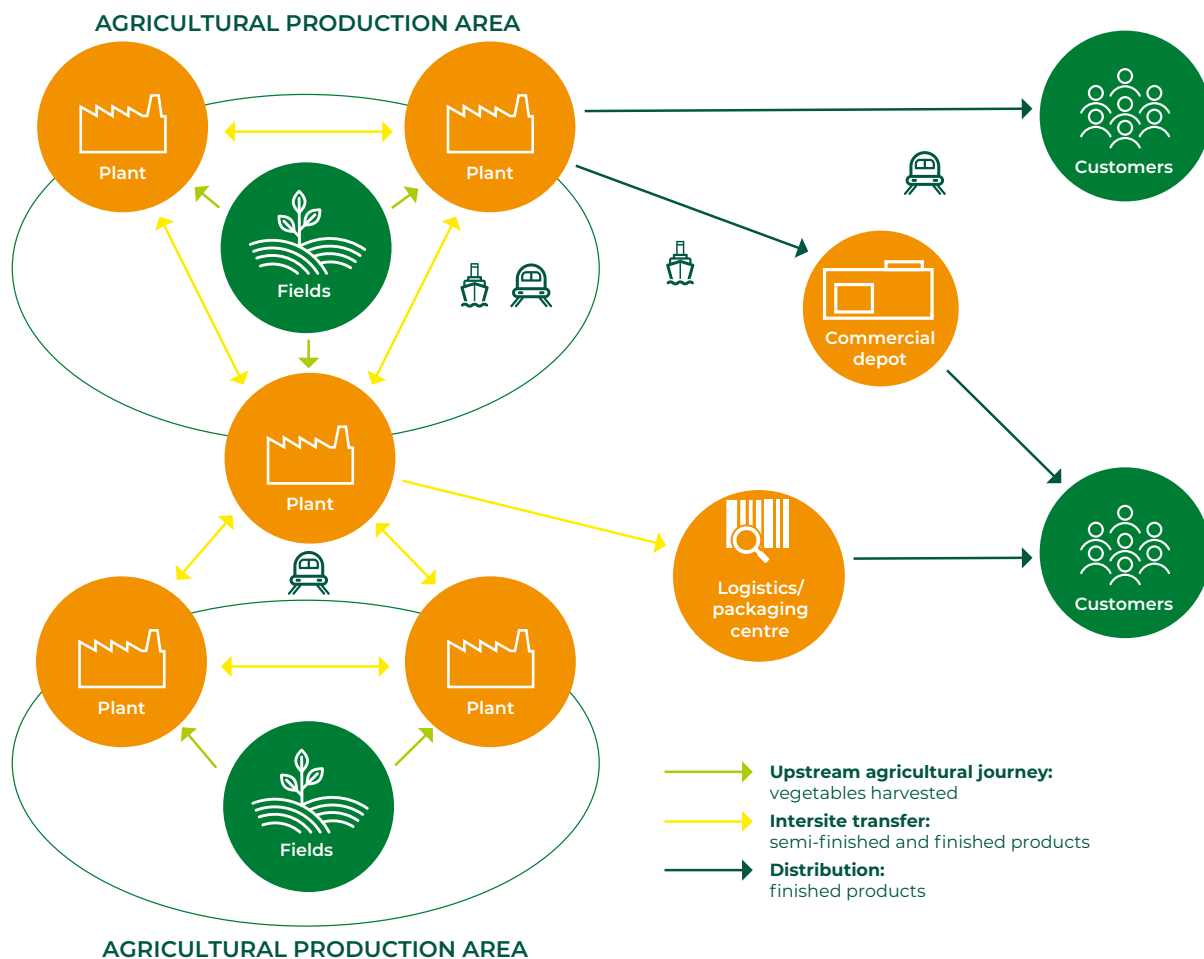 AGRICULTURAL PRODUCTION AREA
Plant
Plant
Customers
Fields
Commercial
depot
Plant
Logistics/
packaging
centre
Customers
Plant
Plant
Fields
Upstream agricultural journey:
vegetables harvested
Intersite transfer:
semi-finished and finished products
Distribution:
finished products
AGRICULTURAL PRODUCTION AREA